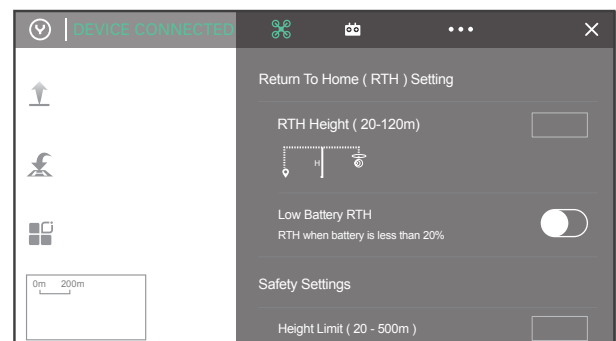 DEVICE CONNECTED
Return To Home ( RTH ) Setting
RTH Height ( 20-120m)
H
Low Battery RTH
RTH when battery is less than 20%
0m 200m
Safety Settings
Height Limit ( 20 - 500m )